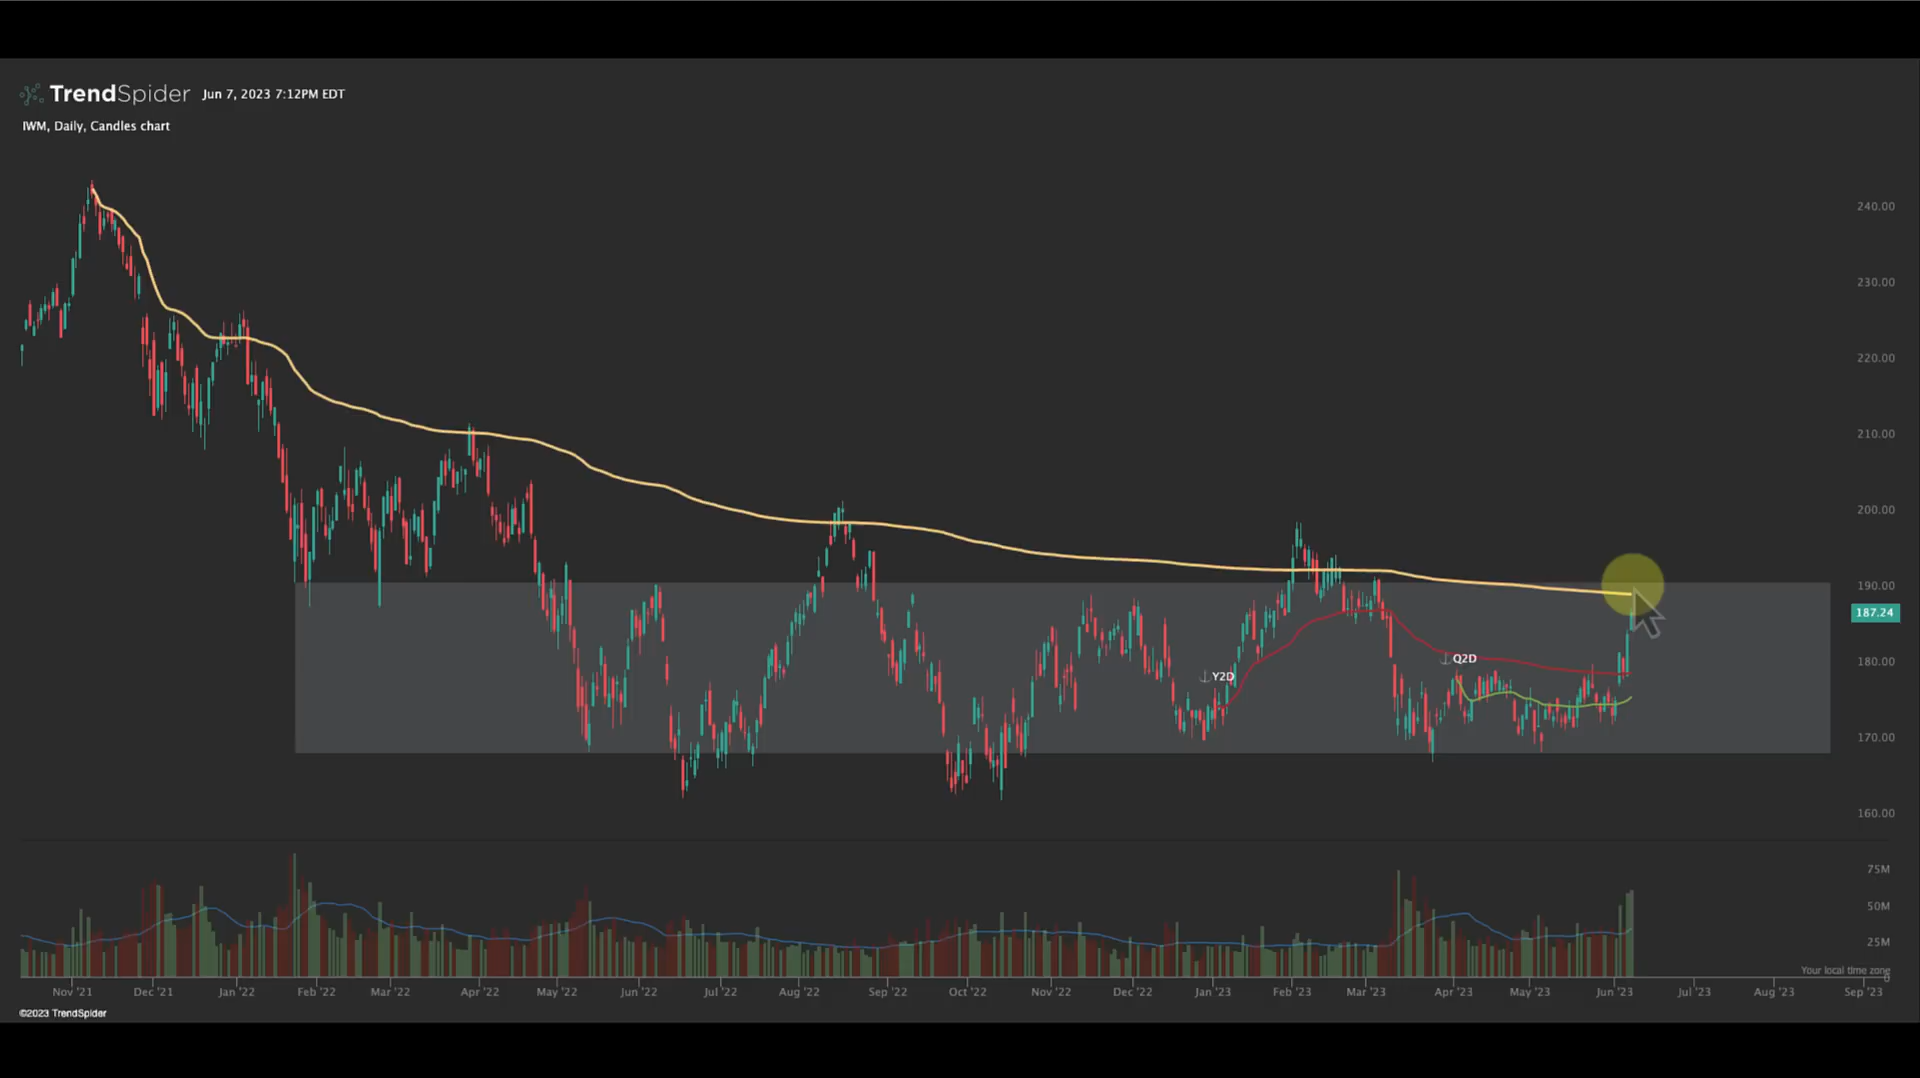 TrendSpider Jun 7, 2023 7:12PM EDT
IWM, Daily, Candles chart
240.00
230.00
220.00
210.00
200.00
190.00
187.24
180.00
170.00
160.00
Y2D
Q2D
75M
50M
25M
0
Your local time zone
Nov '21 Dec '21 Jan '22 Feb '22 Mar '22 Apr '22 May '22 Jun '22 Jul '22 Aug '22 Sep '22 Oct '22 Nov '22 Dec '22 Jan '23 Feb '23 Mar '23 Apr '23 May '23 Jun '23 Jul '23 Aug '23 Sep '23
©2023 TrendSpider